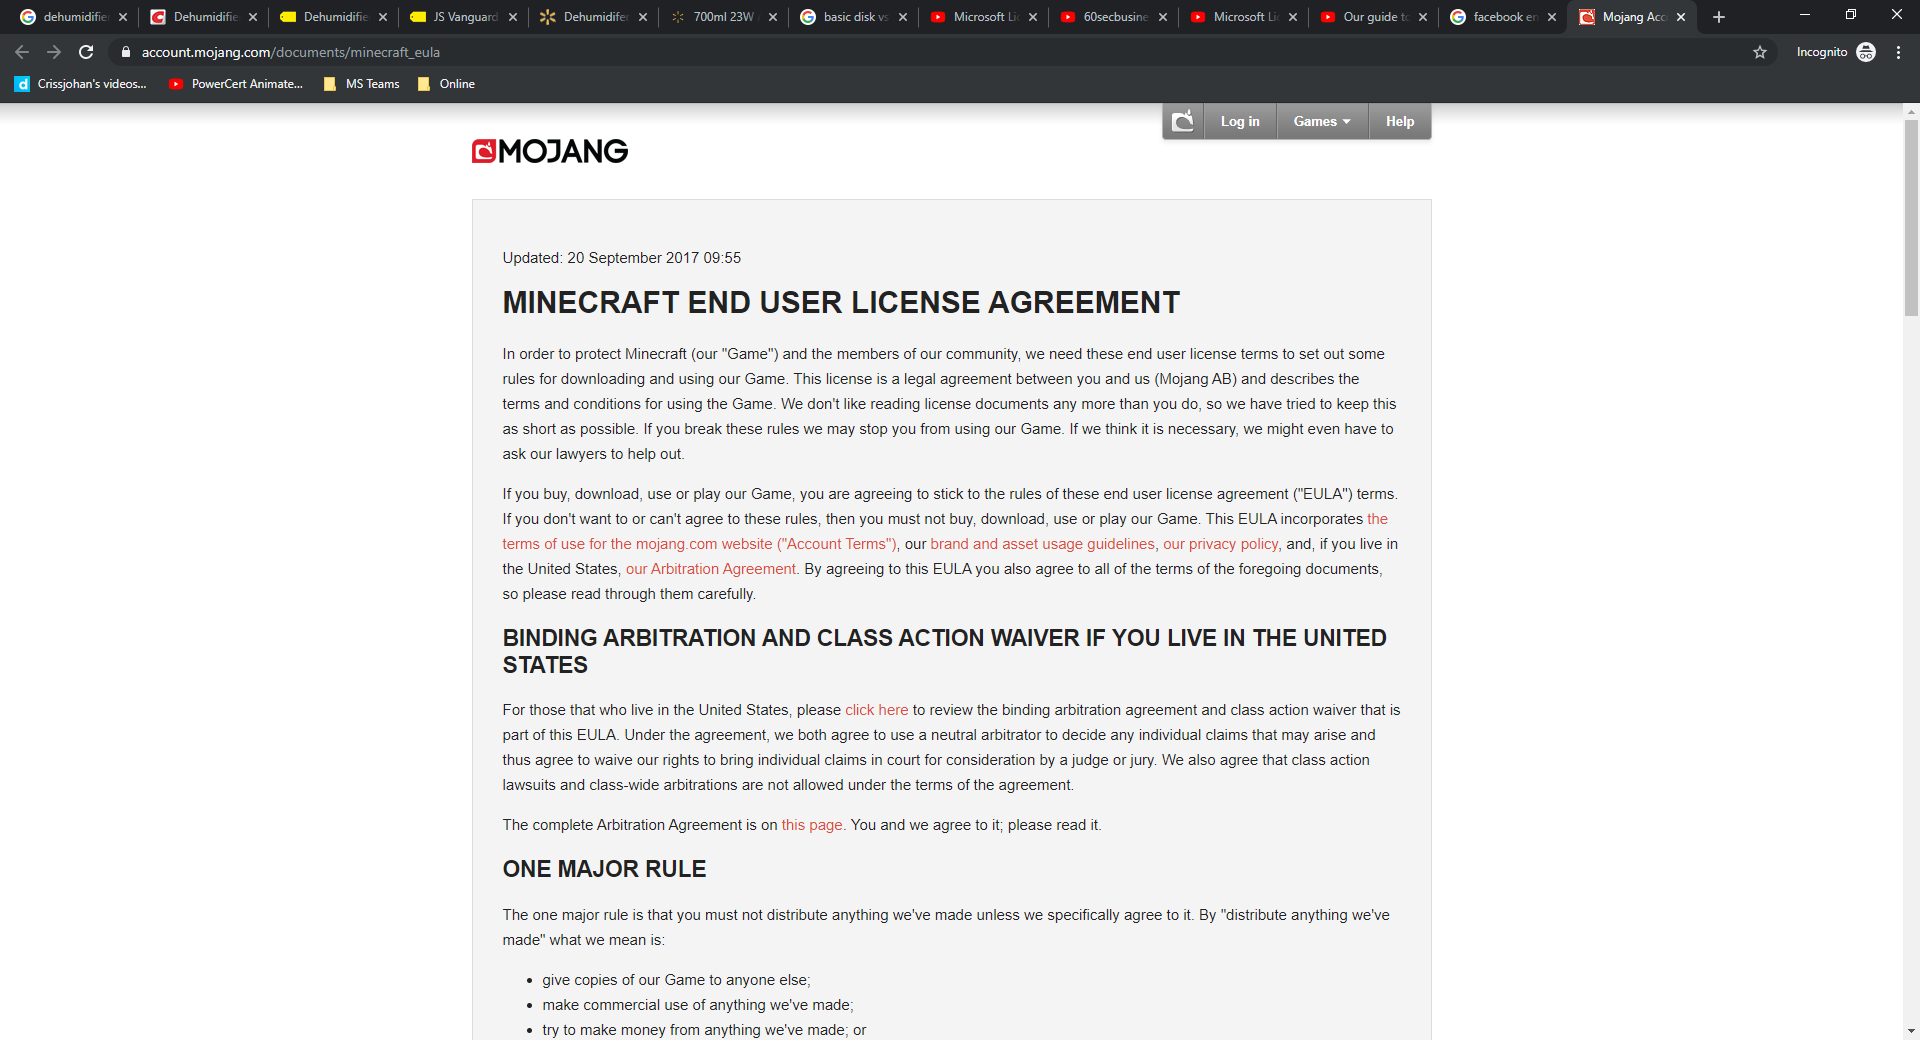 dehumidifier
Dehumidifie
Dehumidifie
JS Vanguard
Dehumidifer
700ml 23W
basic disk vs
Microsoft Lic
60secbusine
Microsoft Lic
Our guide to
facebook en
Mojang Acc
account.mojang.com/documents/minecraft_eula
Incognito
Crissjohan's videos...
PowerCert Animate...
MS Teams
Online
Log in
Games
Help
MOJANG
Updated: 20 September 2017 09:55
MINECRAFT END USER LICENSE AGREEMENT
In order to protect Minecraft (our "Game") and the members of our community, we need these end user license terms to set out some
rules for downloading and using our Game. This license is a legal agreement between you and us (Mojang AB) and describes the
terms and conditions for using the Game. We don't like reading license documents any more than you do, so we have tried to keep this
as short as possible. If you break these rules we may stop you from using our Game. If we think it is necessary, we might even have to
ask our lawyers to help out.
If you buy, download, use or play our Game, you are agreeing to stick to the rules of these end user license agreement ("EULA") terms.
If you don't want to or can't agree to these rules, then you must not buy, download, use or play our Game. This EULA incorporates the
terms of use for the mojang.com website ("Account Terms"), our brand and asset usage guidelines, our privacy policy, and, if you live in
the United States, our Arbitration Agreement. By agreeing to this EULA you also agree to all of the terms of the foregoing documents,
so please read through them carefully.
BINDING ARBITRATION AND CLASS ACTION WAIVER IF YOU LIVE IN THE UNITED
STATES
For those that who live in the United States, please click here to review the binding arbitration agreement and class action waiver that is
part of this EULA. Under the agreement, we both agree to use a neutral arbitrator to decide any individual claims that may arise and
thus agree to waive our rights to bring individual claims in court for consideration by a judge or jury. We also agree that class action
lawsuits and class-wide arbitrations are not allowed under the terms of the agreement.
The complete Arbitration Agreement is on this page. You and we agree to it; please read it.
ONE MAJOR RULE
The one major rule is that you must not distribute anything we've made unless we specifically agree to it. By "distribute anything we've
made" what we mean is:
• give copies of our Game to anyone else;
• make commercial use of anything we've made;
• try to make money from anything we've made; or